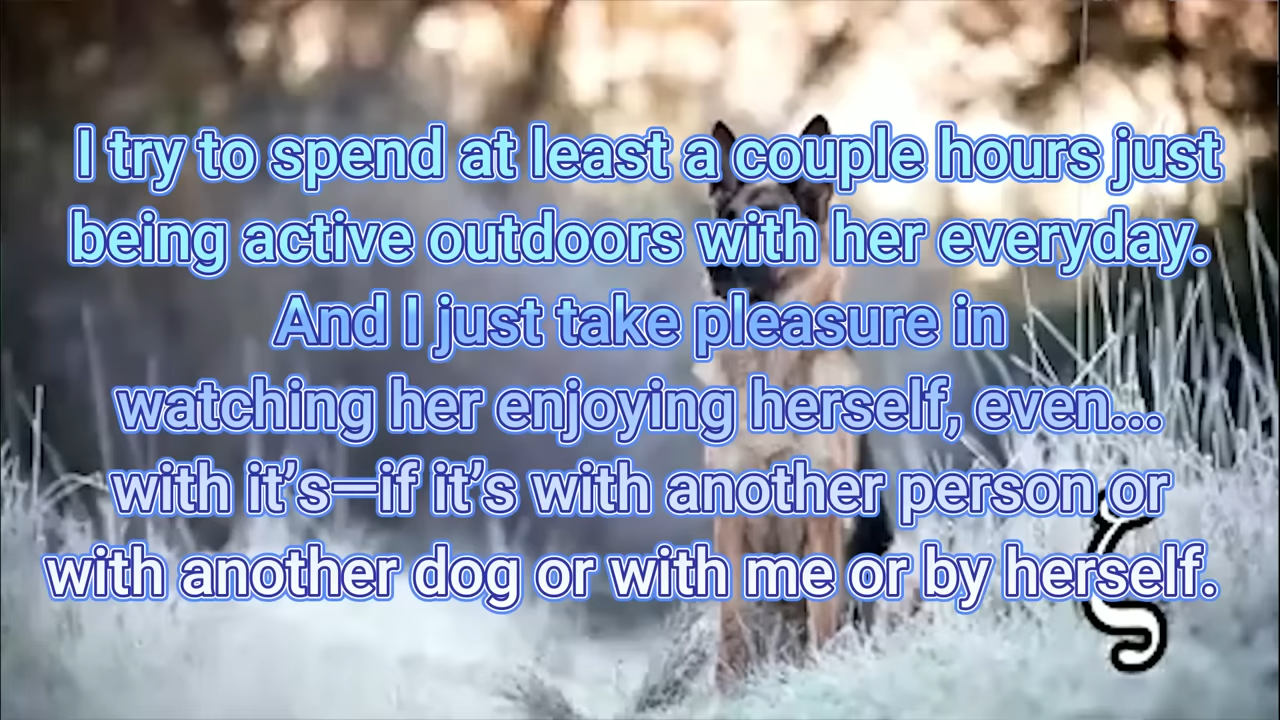 I try to spend at least a couple hours just
being active outdoors with her everyday.
And I just take pleasure in
watching her enjoying herself, even...
with it’s—if it’s with another person or
with another dog or with me or by herself.
ζ